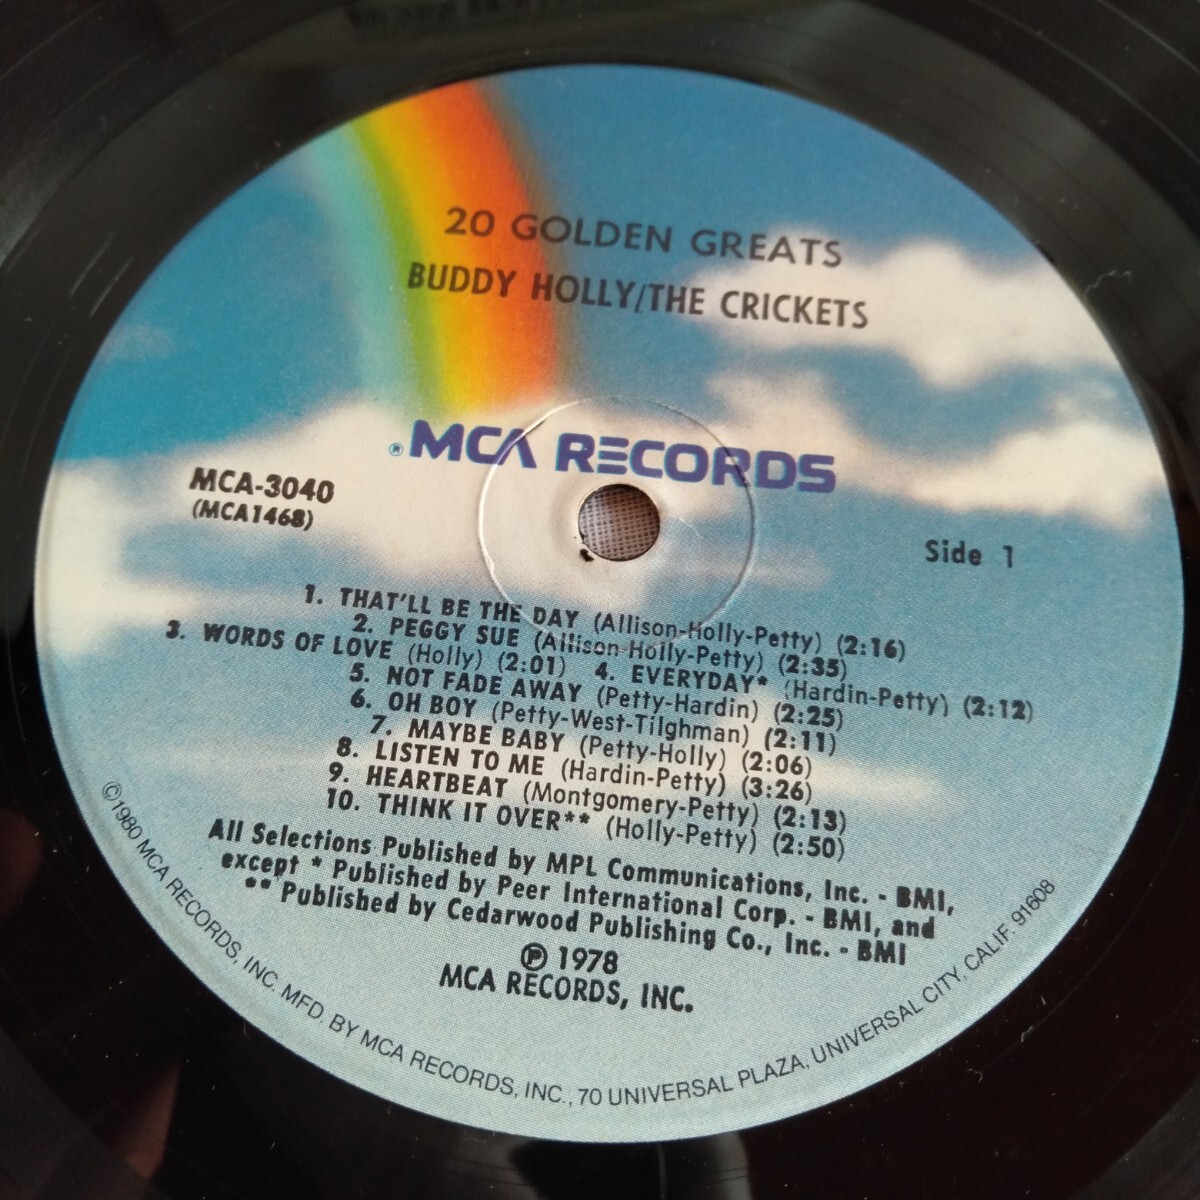 20 GOLDEN GREATS
BUDDY HOLLY/THE CRICKETS
® MCA RECORDS
MCA-3040
(MCA1468)
Side 1
1. THAT'LL BE THE DAY (Allison-Holly-Petty) (2:16)
2. PEGGY SUE (Allison-Holly-Petty) (2:35)
3. WORDS OF LOVE (Holly) (2:01) 4. EVERYDAY* (Hardin-Petty) (2:12)
5. NOT FADE AWAY (Petty-Hardin) (2:25)
6. OH BOY (Petty-West-Tilghman) (2:11)
7. MAYBE BABY (Petty-Holly) (2:06)
8. LISTEN TO ME (Hardin-Petty) (3:26)
9. HEARTBEAT (Montgomery-Petty) (2:13)
10. THINK IT OVER** (Holly-Petty) (2:50)
All Selections Published by MPL Communications, Inc. - BMI,
except * Published by Peer International Corp. - BMI, and
** Published by Cedarwood Publishing Co., Inc. - BMI
℗ 1978
MCA RECORDS, INC.
©1980 MCA RECORDS, INC. MFD. BY MCA RECORDS, INC., 70 UNIVERSAL PLAZA, UNIVERSAL CITY, CALIF. 91608